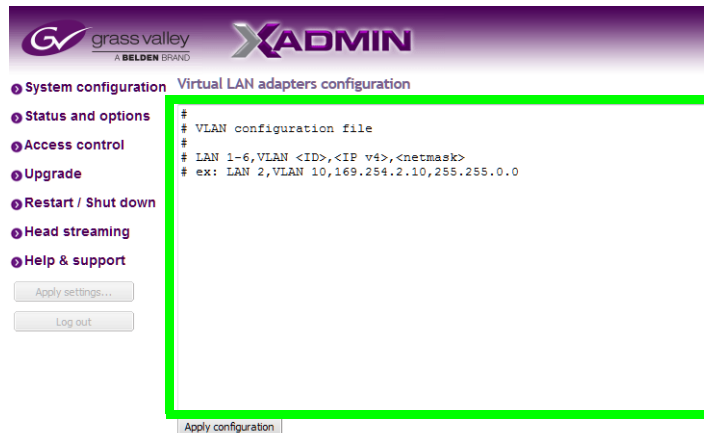 grass valley
A BELDEN BRAND
XADMIN
System configuration
Status and options
Access control
Upgrade
Restart / Shut down
Head streaming
Help & support
Apply settings...
Log out
Virtual LAN adapters configuration
#
# VLAN configuration file
#
# LAN 1-6,VLAN <ID>,<IP v4>,<netmask>
# ex: LAN 2,VLAN 10,169.254.2.10,255.255.0.0
Apply configuration